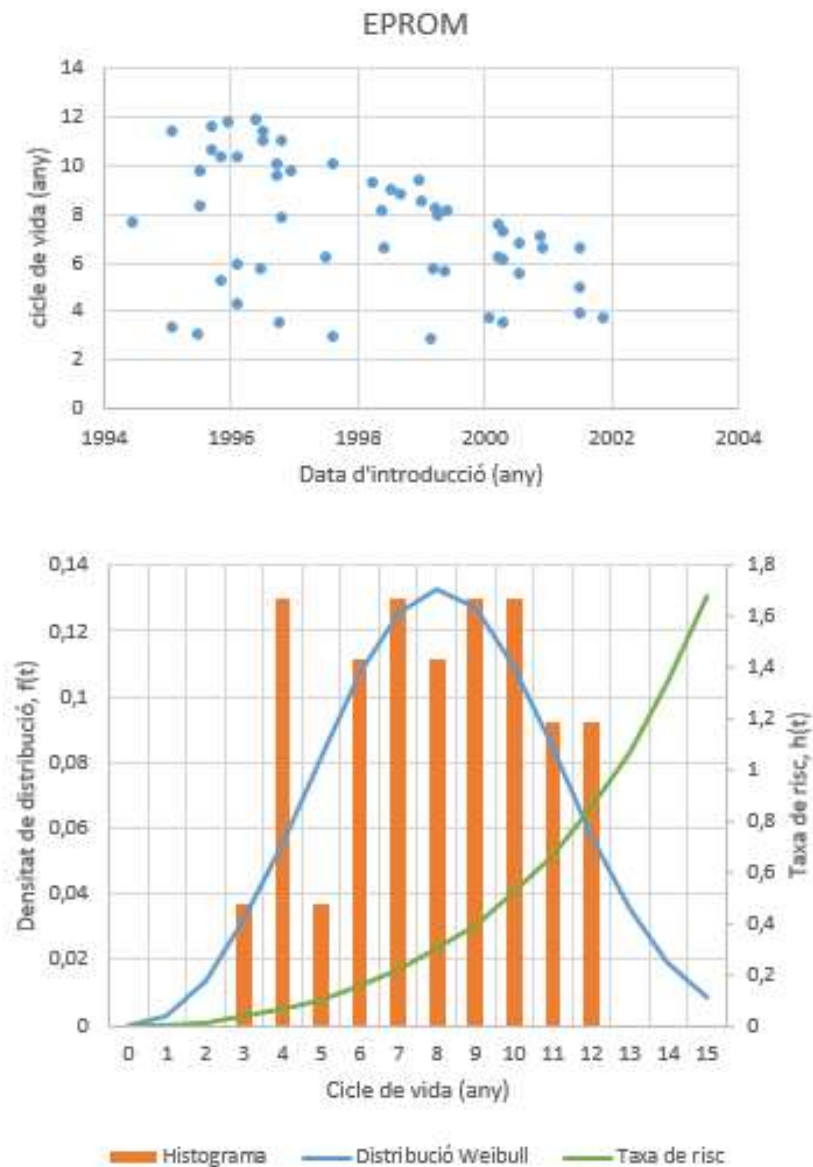 EPROM
14
12
10
8
6
4
2
0
cicle de vida (any)
1994 1996 1998 2000 2002 2004
Data d'introducció (any)
0,14
0,12
0,1
0,08
0,06
0,04
0,02
0
Densitat de distribució, f(t)
1,8
1,6
1,4
1,2
1
0,8
0,6
0,4
0,2
0
Taxa de risc, h(t)
0 1 2 3 4 5 6 7 8 9 10 11 12 13 14 15
Cicle de vida (any)
Histograma Distribució Weibull Taxa de risc